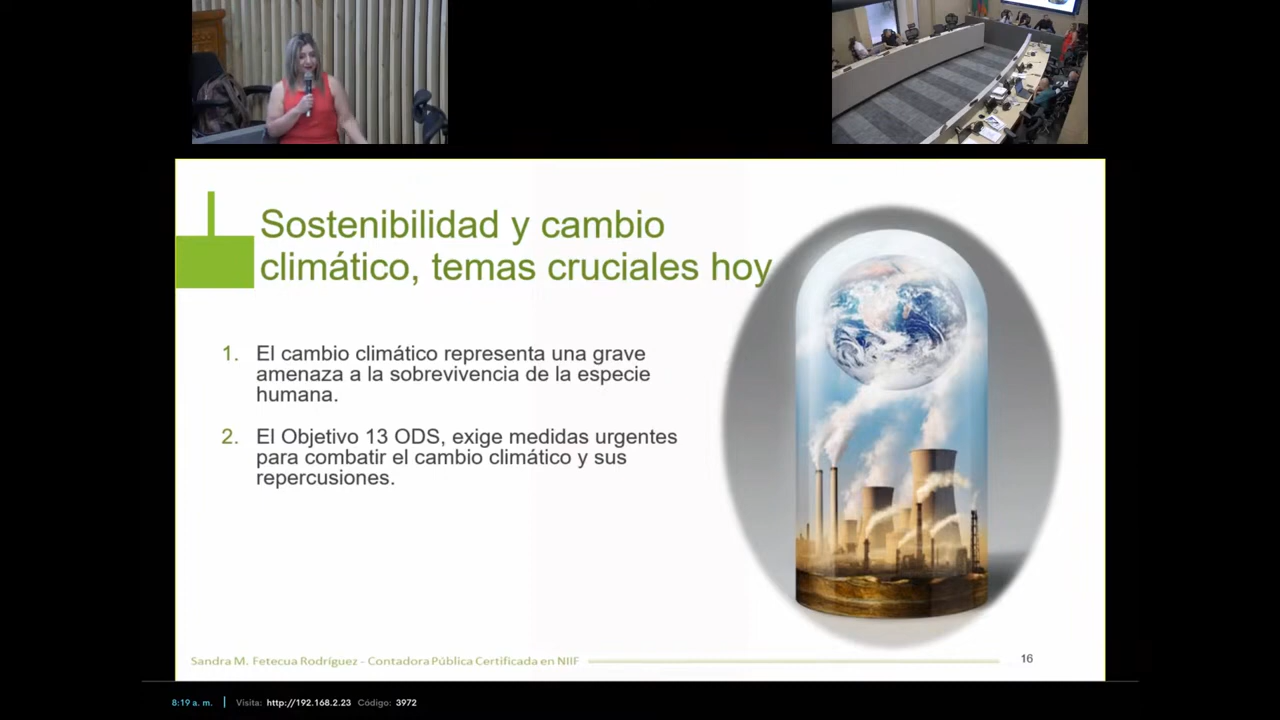 Sostenibilidad y cambio
climático, temas cruciales hoy
1. El cambio climático representa una grave
amenaza a la sobrevivencia de la especie
humana.
2. El Objetivo 13 ODS, exige medidas urgentes
para combatir el cambio climático y sus
repercusiones.
Sandra M. Fetecua Rodríguez - Contadora Pública Certificada en NIIF
16
8:19 a. m. | Visita: http://192.168.2.23 Código: 3972